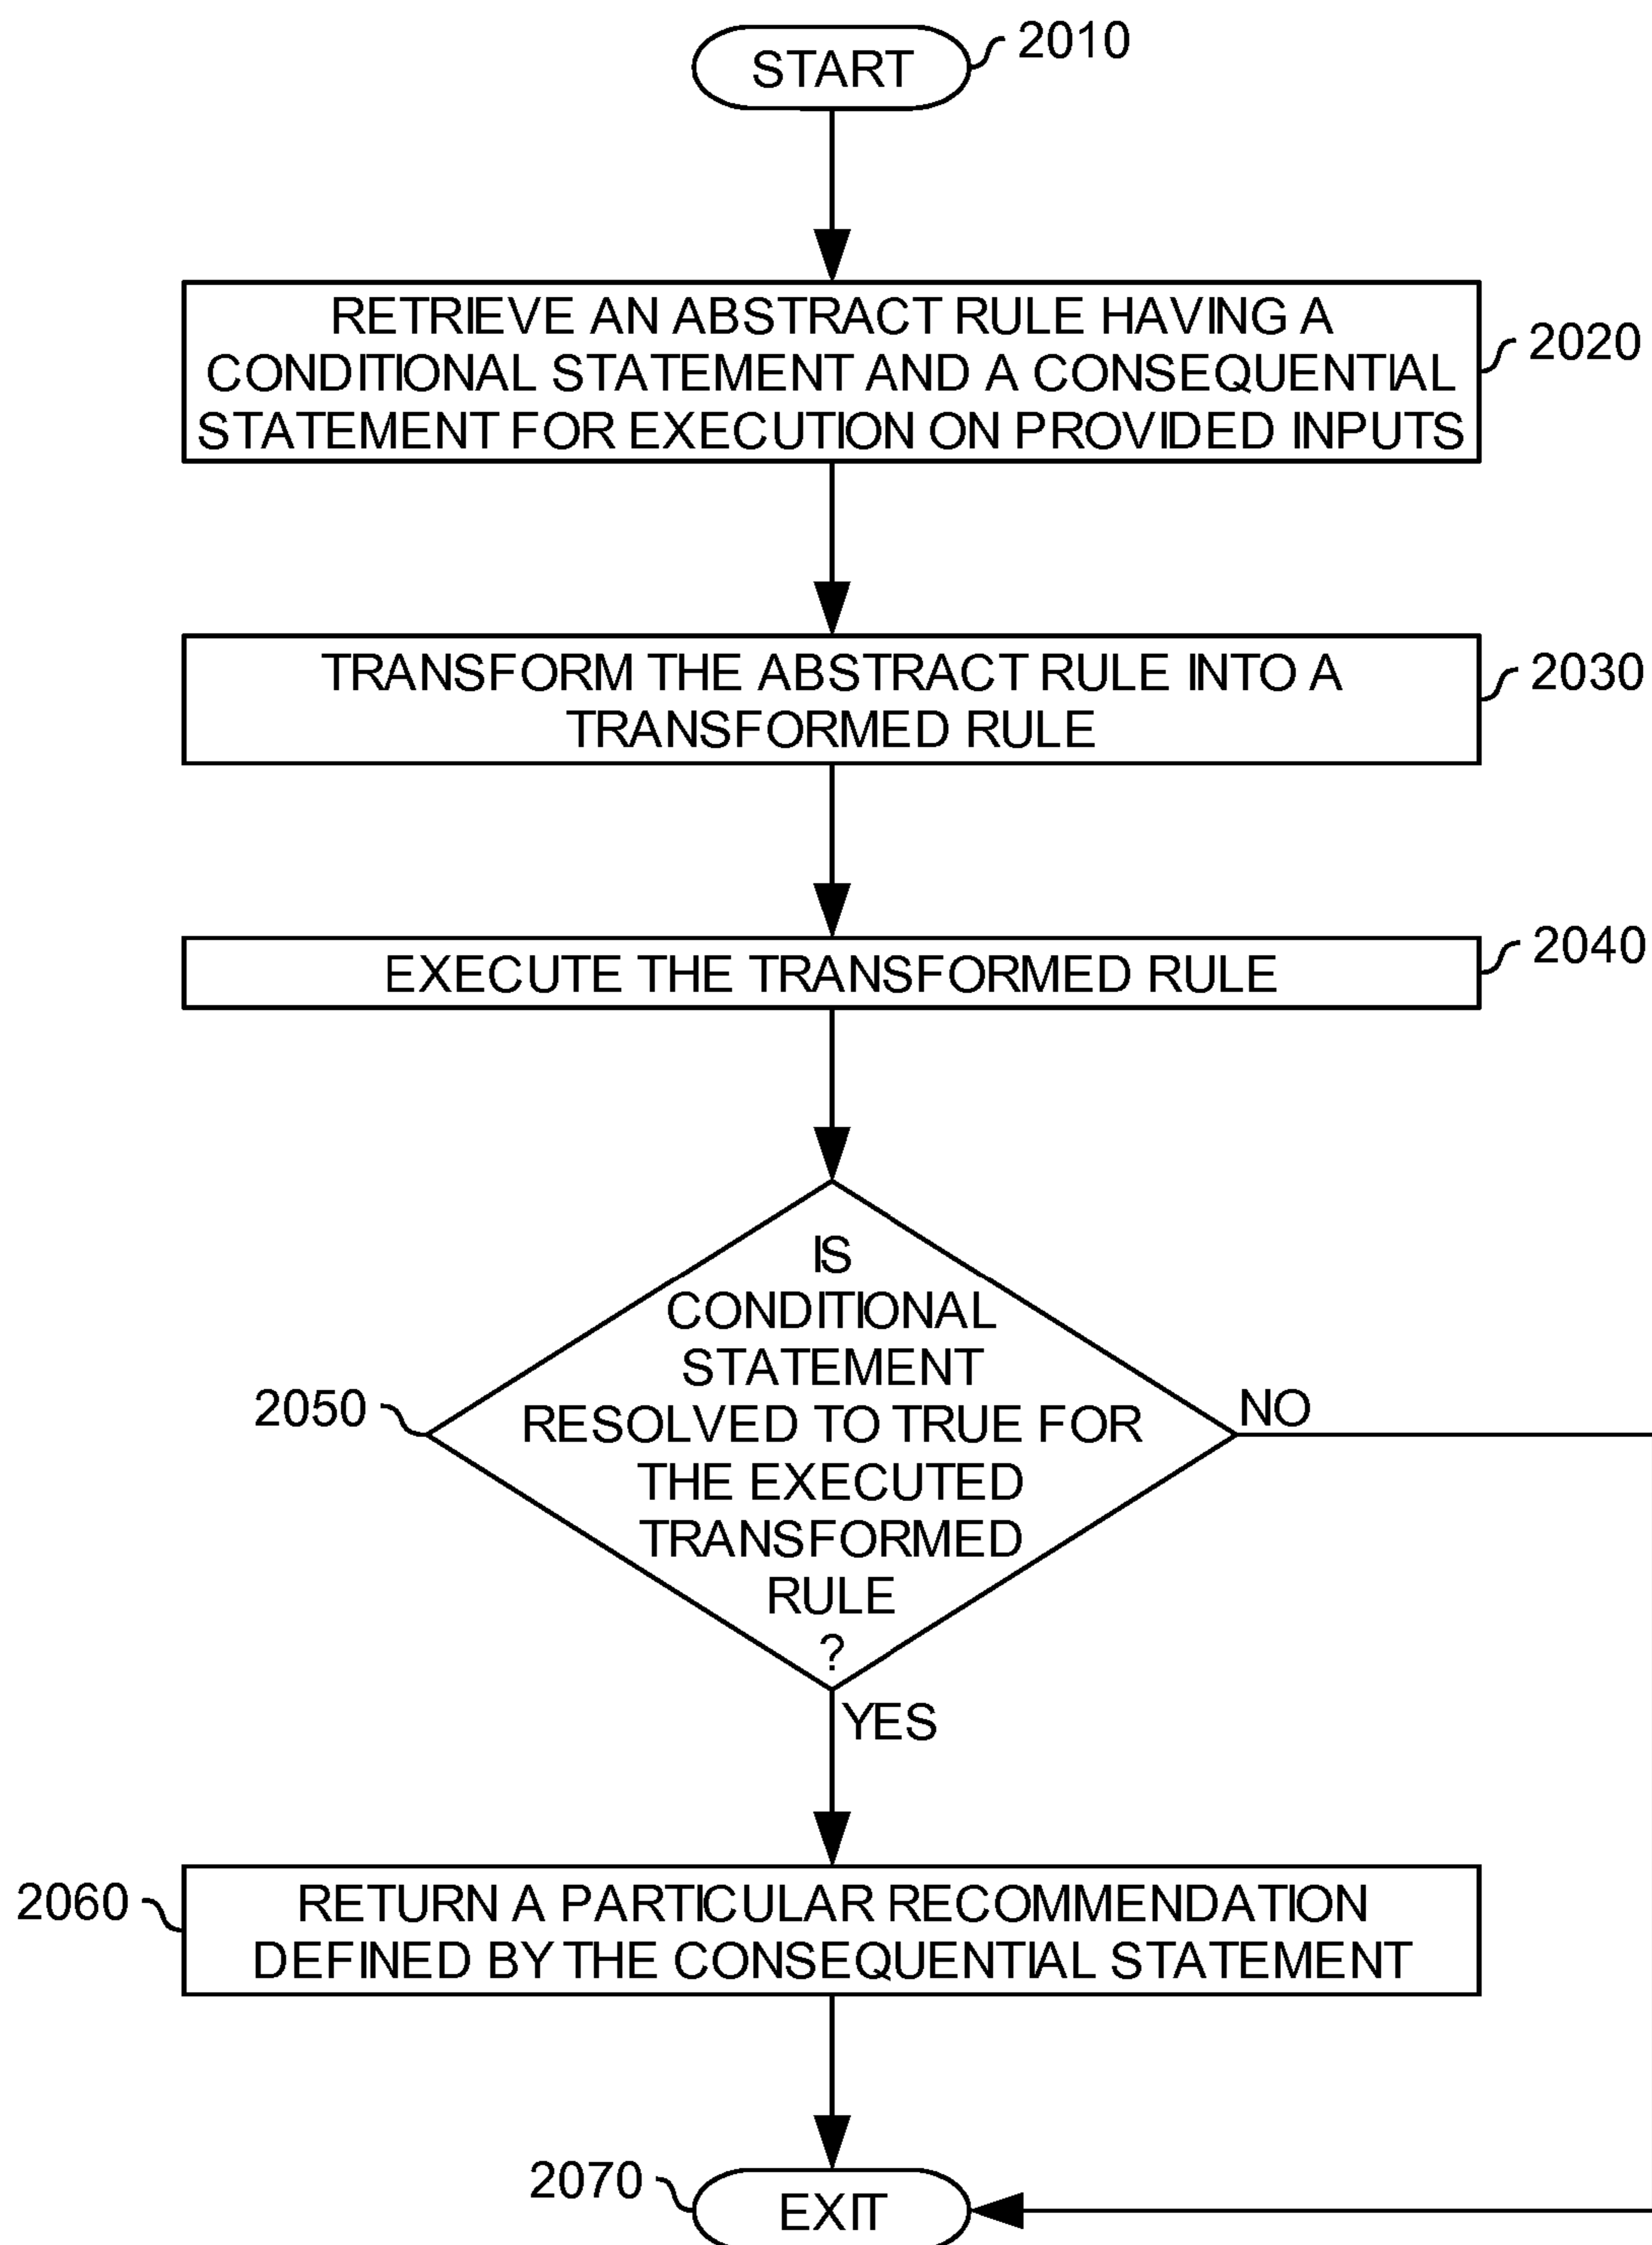 START
2010
RETRIEVE AN ABSTRACT RULE HAVING A
CONDITIONAL STATEMENT AND A CONSEQUENTIAL
STATEMENT FOR EXECUTION ON PROVIDED INPUTS
2020
TRANSFORM THE ABSTRACT RULE INTO A
TRANSFORMED RULE
2030
EXECUTE THE TRANSFORMED RULE
2040
IS
CONDITIONAL
STATEMENT
RESOLVED TO TRUE FOR
THE EXECUTED
TRANSFORMED
RULE
?
2050
NO
YES
2060
RETURN A PARTICULAR RECOMMENDATION
DEFINED BY THE CONSEQUENTIAL STATEMENT
2070
EXIT